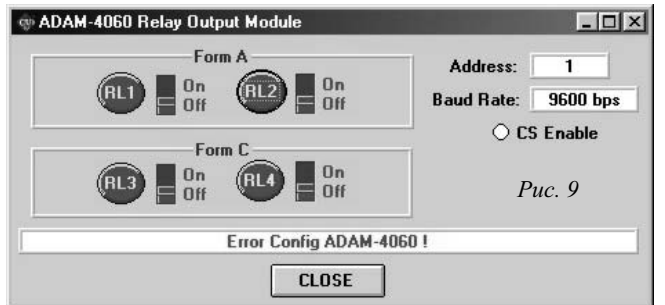 ADAM-4060 Relay Output Module
Form A
RL1 On Off RL2 On Off
Address: 1
Baud Rate: 9600 bps
CS Enable
Form C
RL3 On Off RL4 On Off
Рис. 9
Error Config ADAM-4060 !
CLOSE